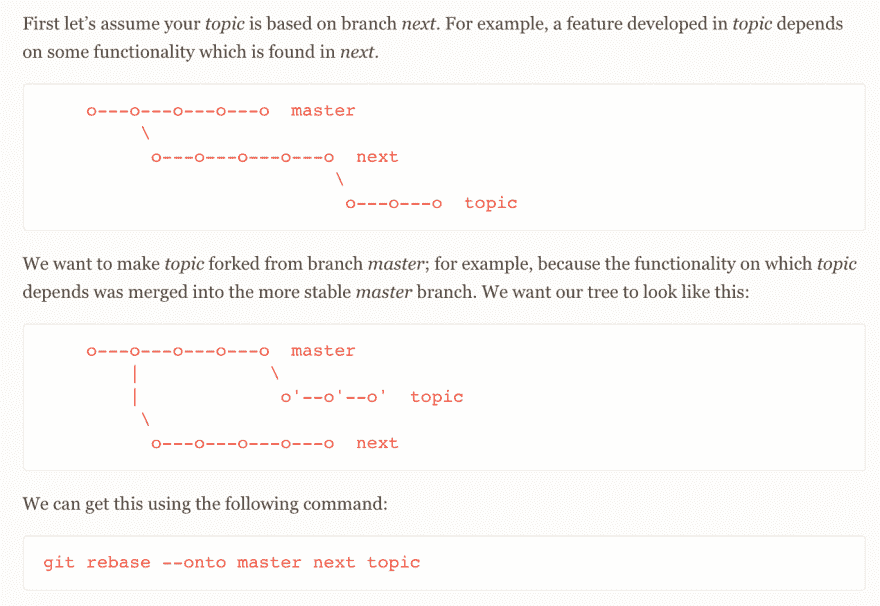 First let’s assume your topic is based on branch next. For example, a feature developed in topic depends
on some functionality which is found in next.
o---o---o---o---o  master
     \
      o---o---o---o---o  next
                       \
                        o---o---o  topic
We want to make topic forked from branch master; for example, because the functionality on which topic
depends was merged into the more stable master branch. We want our tree to look like this:
o---o---o---o---o  master
    |            \
    |             o'--o'--o'  topic
     \
      o---o---o---o---o  next
We can get this using the following command:
git rebase --onto master next topic